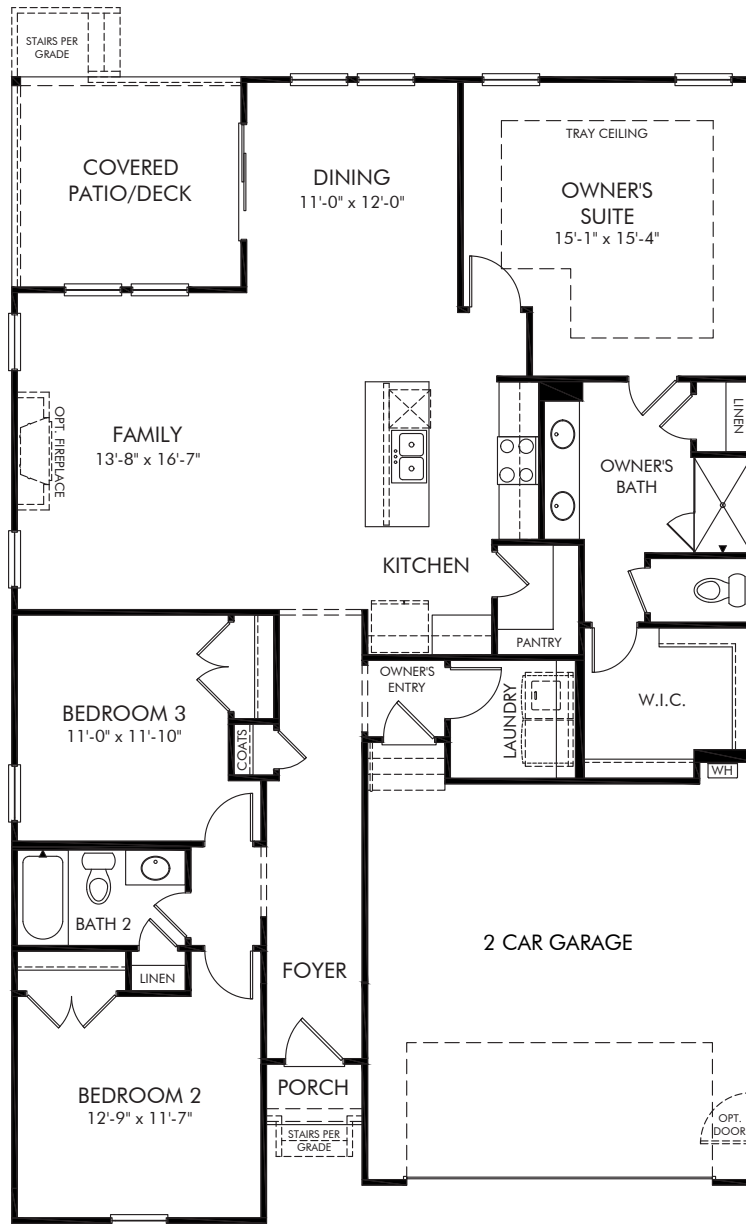 STAIRS PER
GRADE
COVERED
PATIO/DECK
DINING
11'-0" x 12'-0"
TRAY CEILING
OWNER'S
SUITE
15'-1" x 15'-4"
OPT. FIREPLACE
FAMILY
13'-8" x 16'-7"
LINEN
OWNER'S
BATH
KITCHEN
PANTRY
OWNER'S
ENTRY
LAUNDRY
W.I.C.
WH
BEDROOM 3
11'-0" x 11'-10"
COATS
BATH 2
LINEN
FOYER
2 CAR GARAGE
BEDROOM 2
12'-9" x 11'-7"
PORCH
STAIRS PER
GRADE
OPT.
DOOR